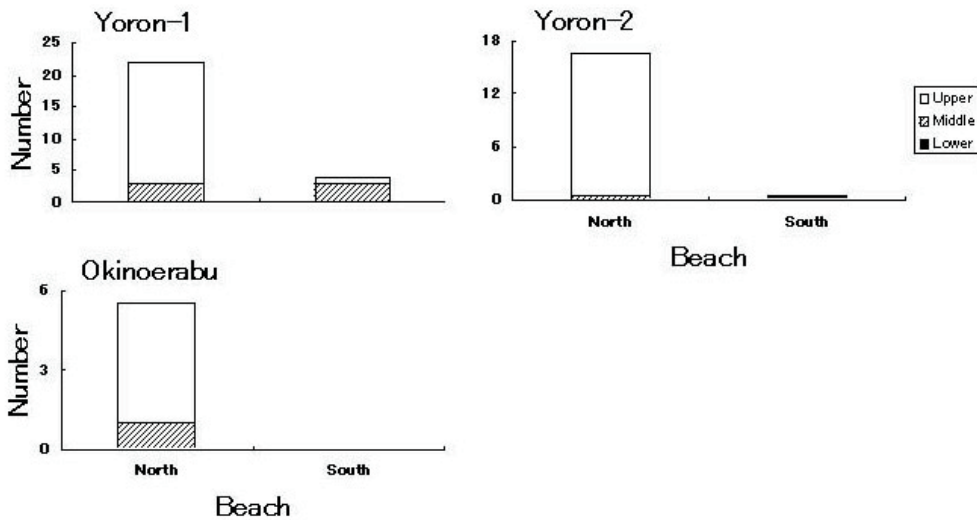 Yoron-1
25
20
15
10
5
0
Number
Yoron-2
18
12
6
0
North South
Beach
Upper
Middle
Lower
Okinoerabu
6
3
0
Number
North South
Beach